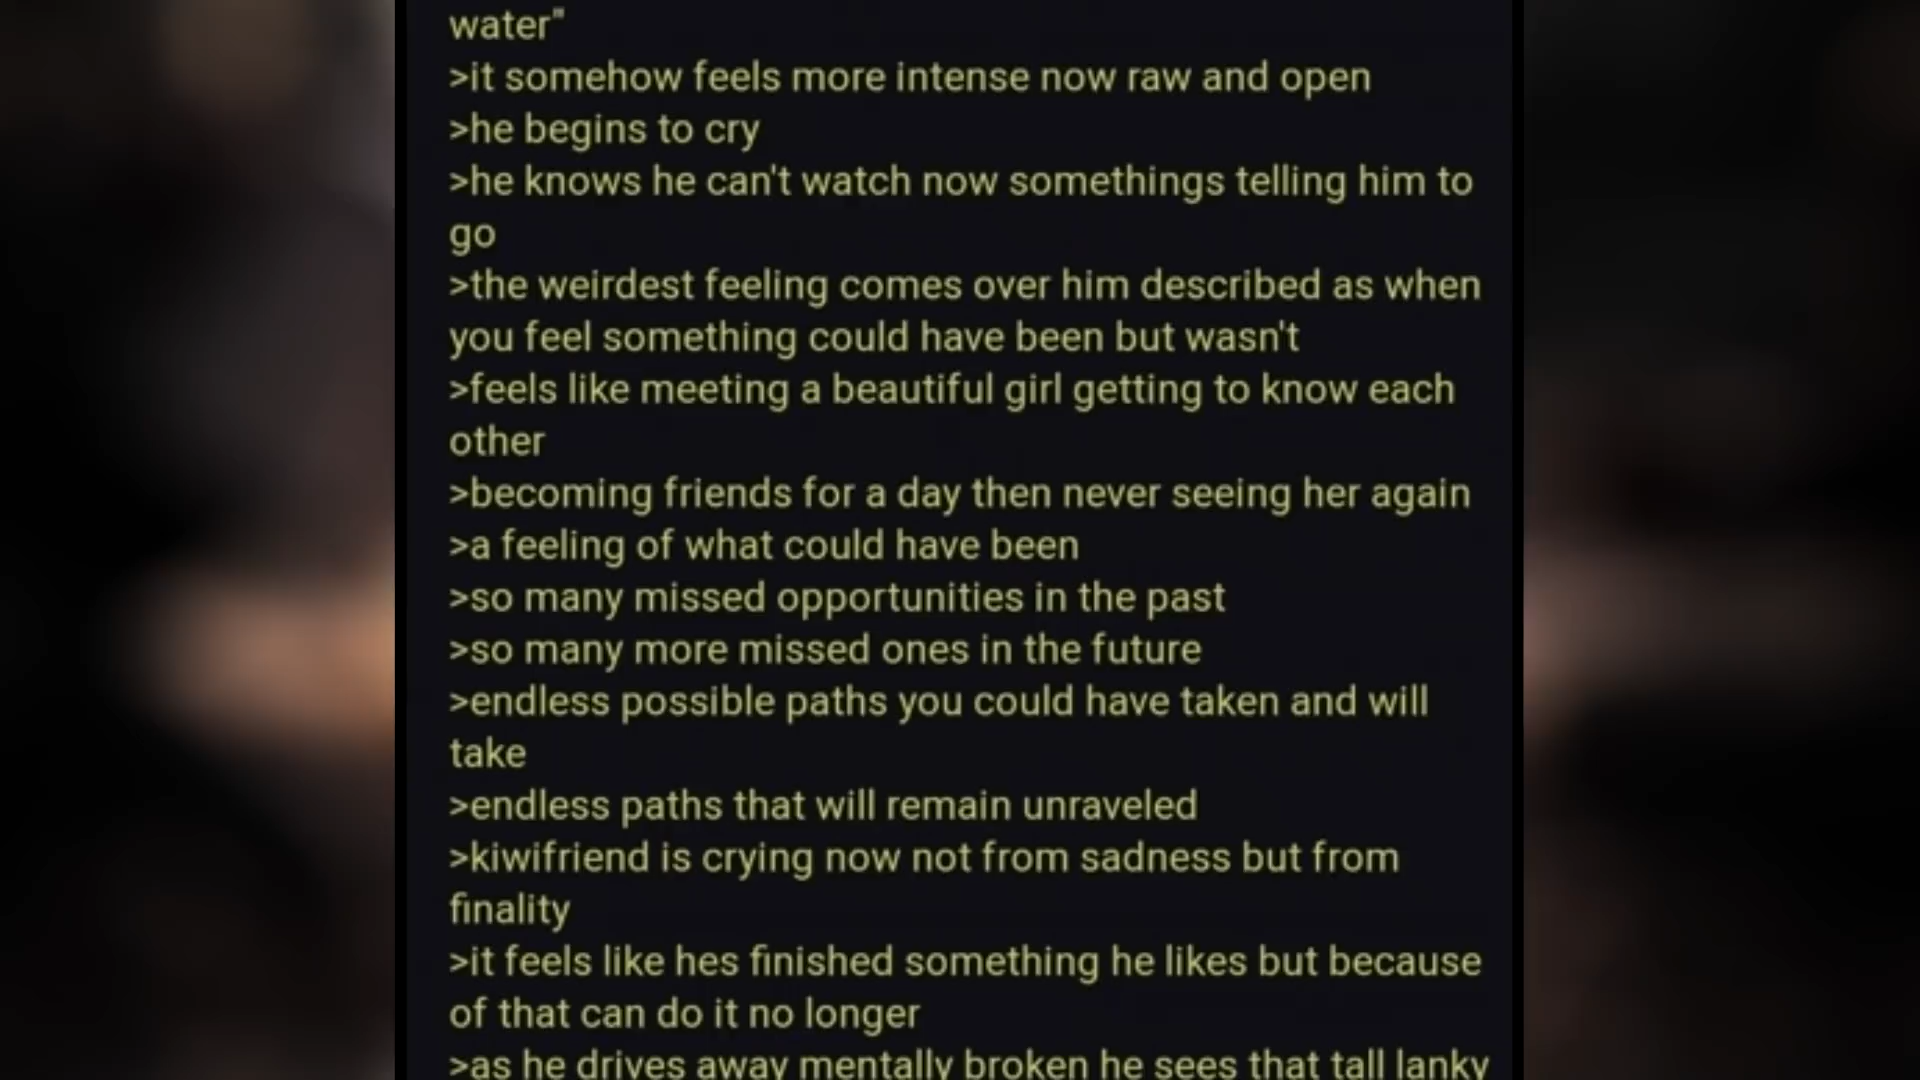 water"
>it somehow feels more intense now raw and open
>he begins to cry
>he knows he can't watch now somethings telling him to
go
>the weirdest feeling comes over him described as when
you feel something could have been but wasn't
>feels like meeting a beautiful girl getting to know each
other
>becoming friends for a day then never seeing her again
>a feeling of what could have been
>so many missed opportunities in the past
>so many more missed ones in the future
>endless possible paths you could have taken and will
take
>endless paths that will remain unraveled
>kiwifriend is crying now not from sadness but from
finality
>it feels like hes finished something he likes but because
of that can do it no longer
>as he drives away mentally broken he sees that tall lanky